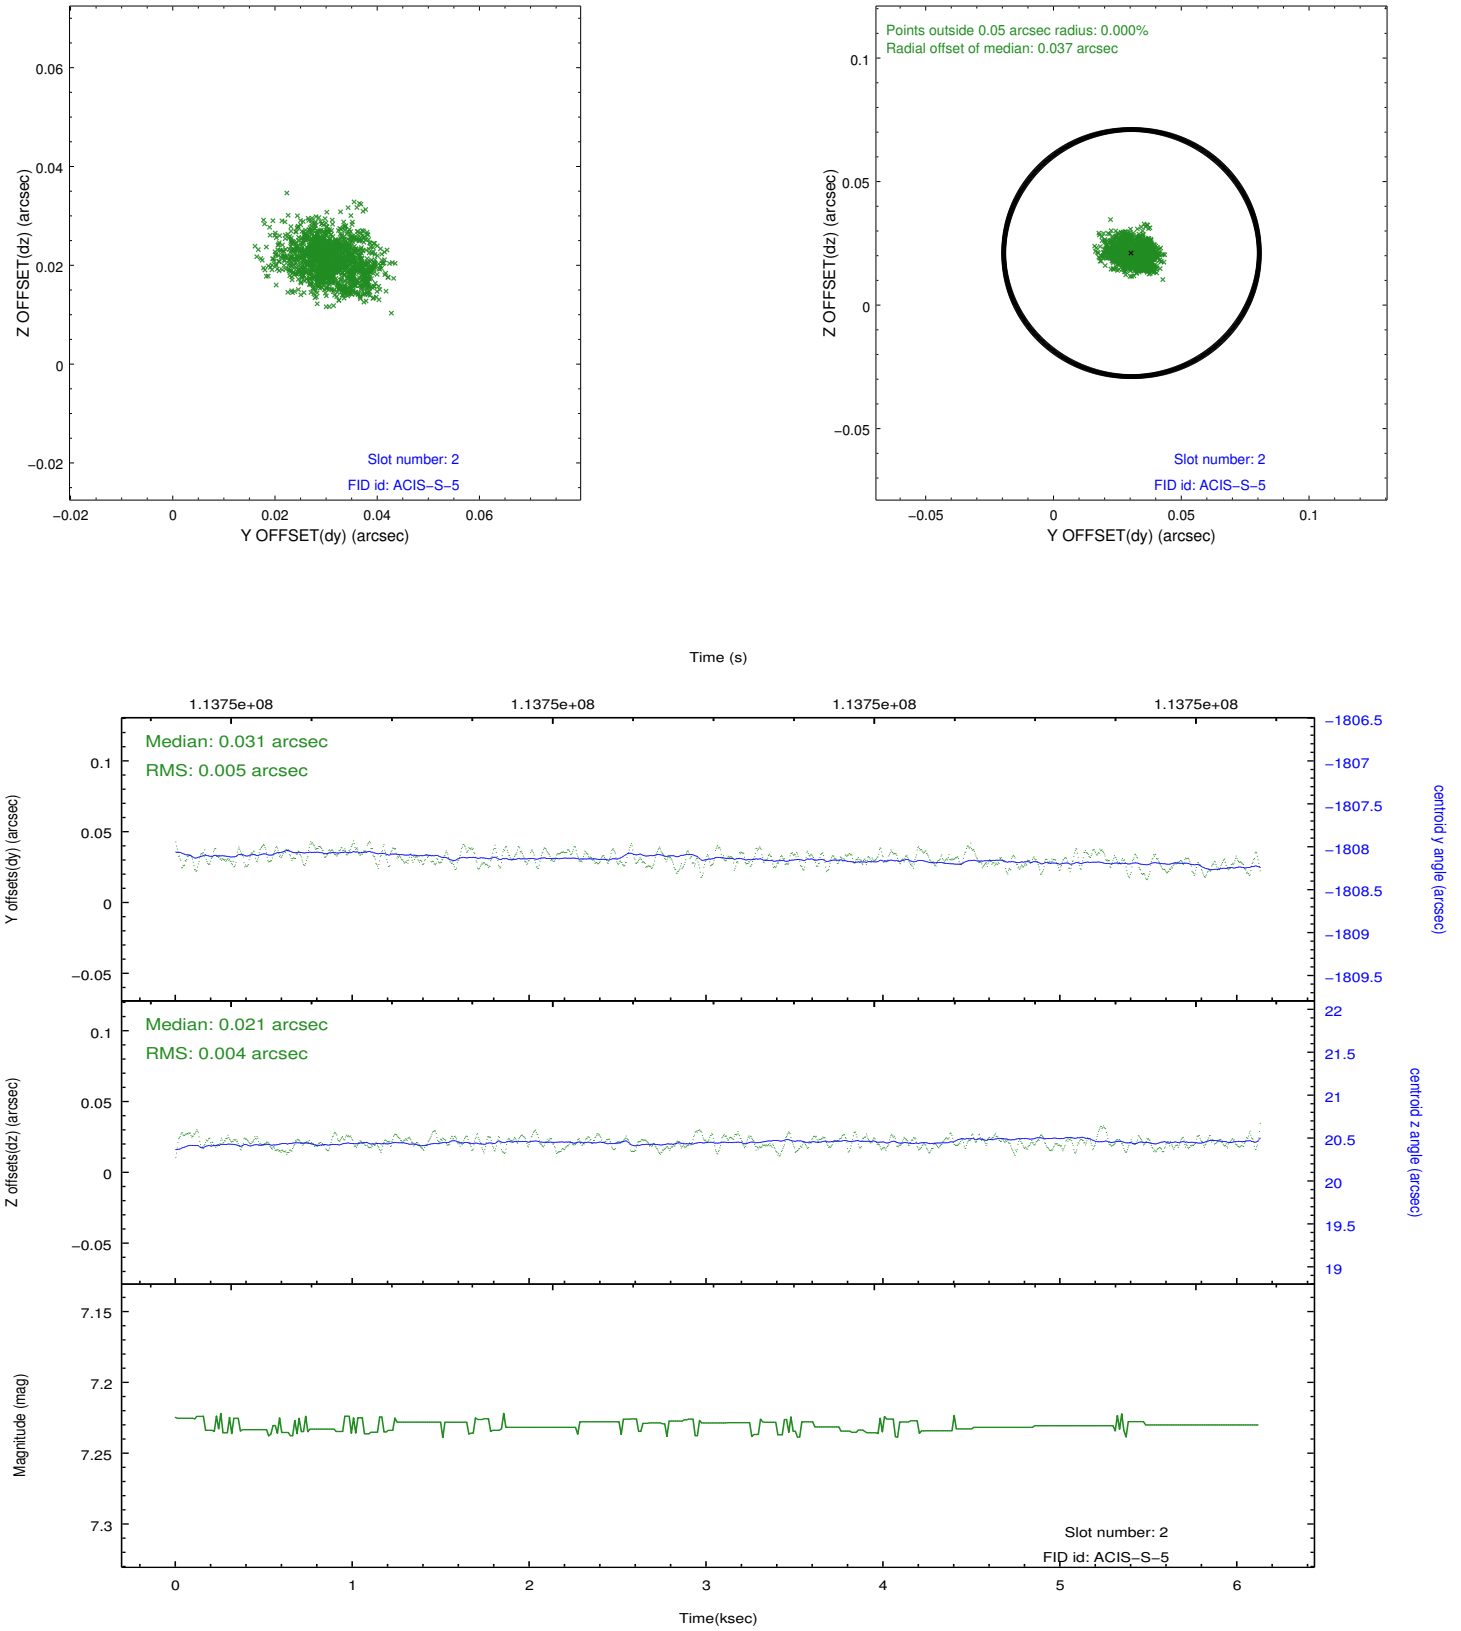 0.06
0.04
0.02
0
−0.02
Z OFFSET(dz) (arcsec)
Slot number: 2
FID id: ACIS−S−5
−0.02 0 0.02 0.04 0.06
Y OFFSET(dy) (arcsec)
Points outside 0.05 arcsec radius: 0.000%
Radial offset of median: 0.037 arcsec
0.1
0.05
0
−0.05
Z OFFSET(dz) (arcsec)
Slot number: 2
FID id: ACIS−S−5
−0.05 0 0.05 0.1
Y OFFSET(dy) (arcsec)
Time (s)
1.1375e+08 1.1375e+08 1.1375e+08 1.1375e+08
Median: 0.031 arcsec
RMS: 0.005 arcsec
0.1
0.05
0
−0.05
Y offsets(dy) (arcsec)
−1806.5
−1807
−1807.5
−1808
−1808.5
−1809
−1809.5
centroid y angle (arcsec)
Median: 0.021 arcsec
RMS: 0.004 arcsec
0.1
0.05
0
−0.05
Z offsets(dz) (arcsec)
22
21.5
21
20.5
20
19.5
19
centroid z angle (arcsec)
7.15
7.2
7.25
7.3
Magnitude (mag)
Slot number: 2
FID id: ACIS−S−5
0 1 2 3 4 5 6
Time(ksec)